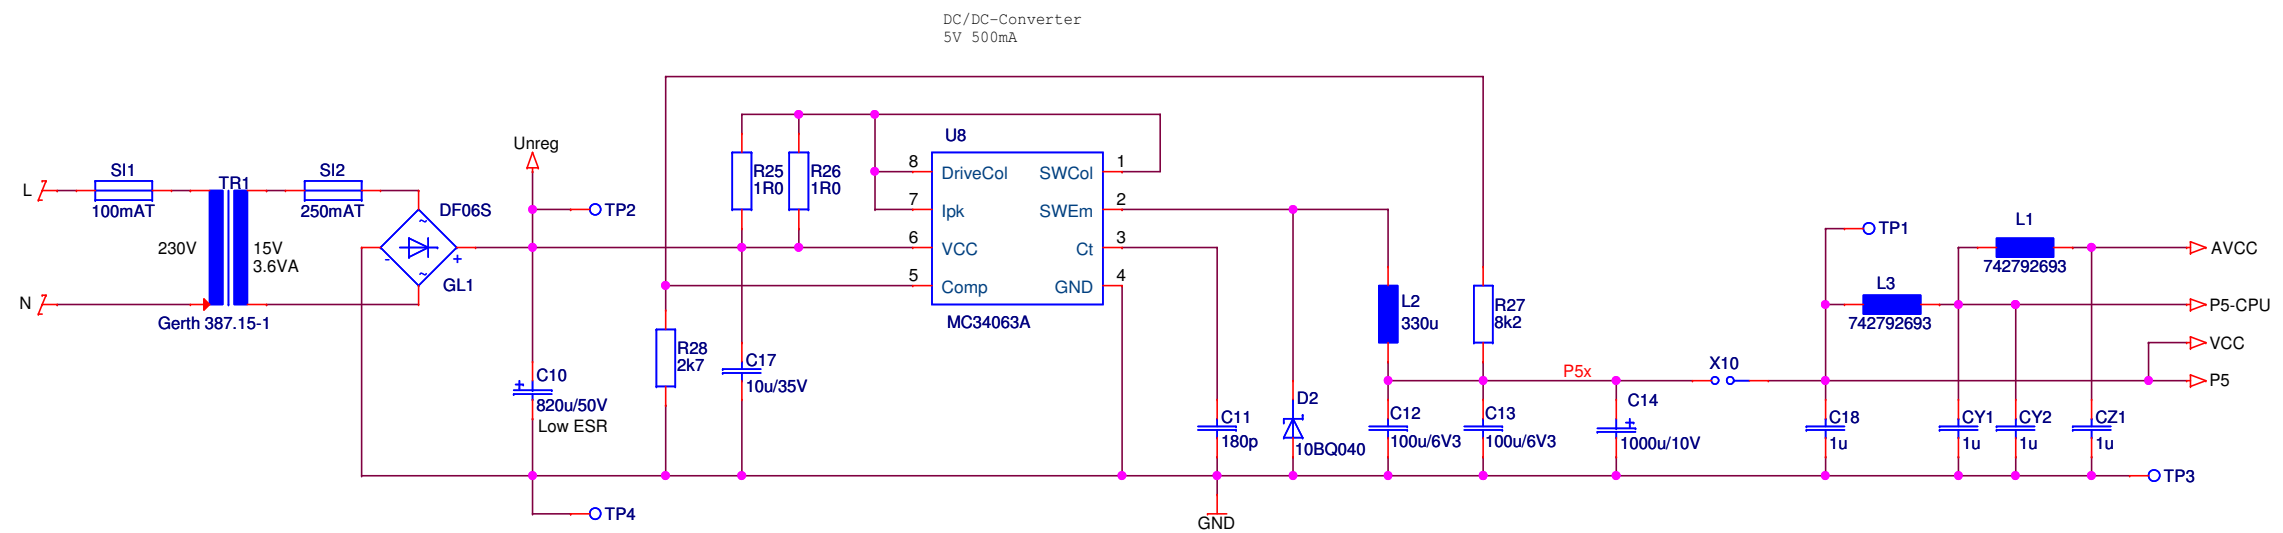 DC/DC-Converter
5V 500mA
Unreg
L
SI1
100mAT
TR1
SI2
250mAT
230V
15V
3.6VA
N
Gerth 387.15-1
DF06S
~
~
-
+
GL1
TP2
C10
+
820u/50V
Low ESR
TP4
R25
1R0
R26
1R0
R28
2k7
C17
10u/35V
U8
8
DriveCol
SWCol
1
7
Ipk
SWEm
2
6
VCC
Ct
3
5
Comp
GND
4
MC34063A
C11
180p
GND
D2
10BQ040
L2
330u
R27
8k2
C12
100u/6V3
C13
100u/6V3
P5x
C14
+
1000u/10V
X10
TP1
L1
742792693
L3
742792693
AVCC
P5-CPU
VCC
P5
C18
1u
CY1
1u
CY2
1u
CZ1
1u
TP3